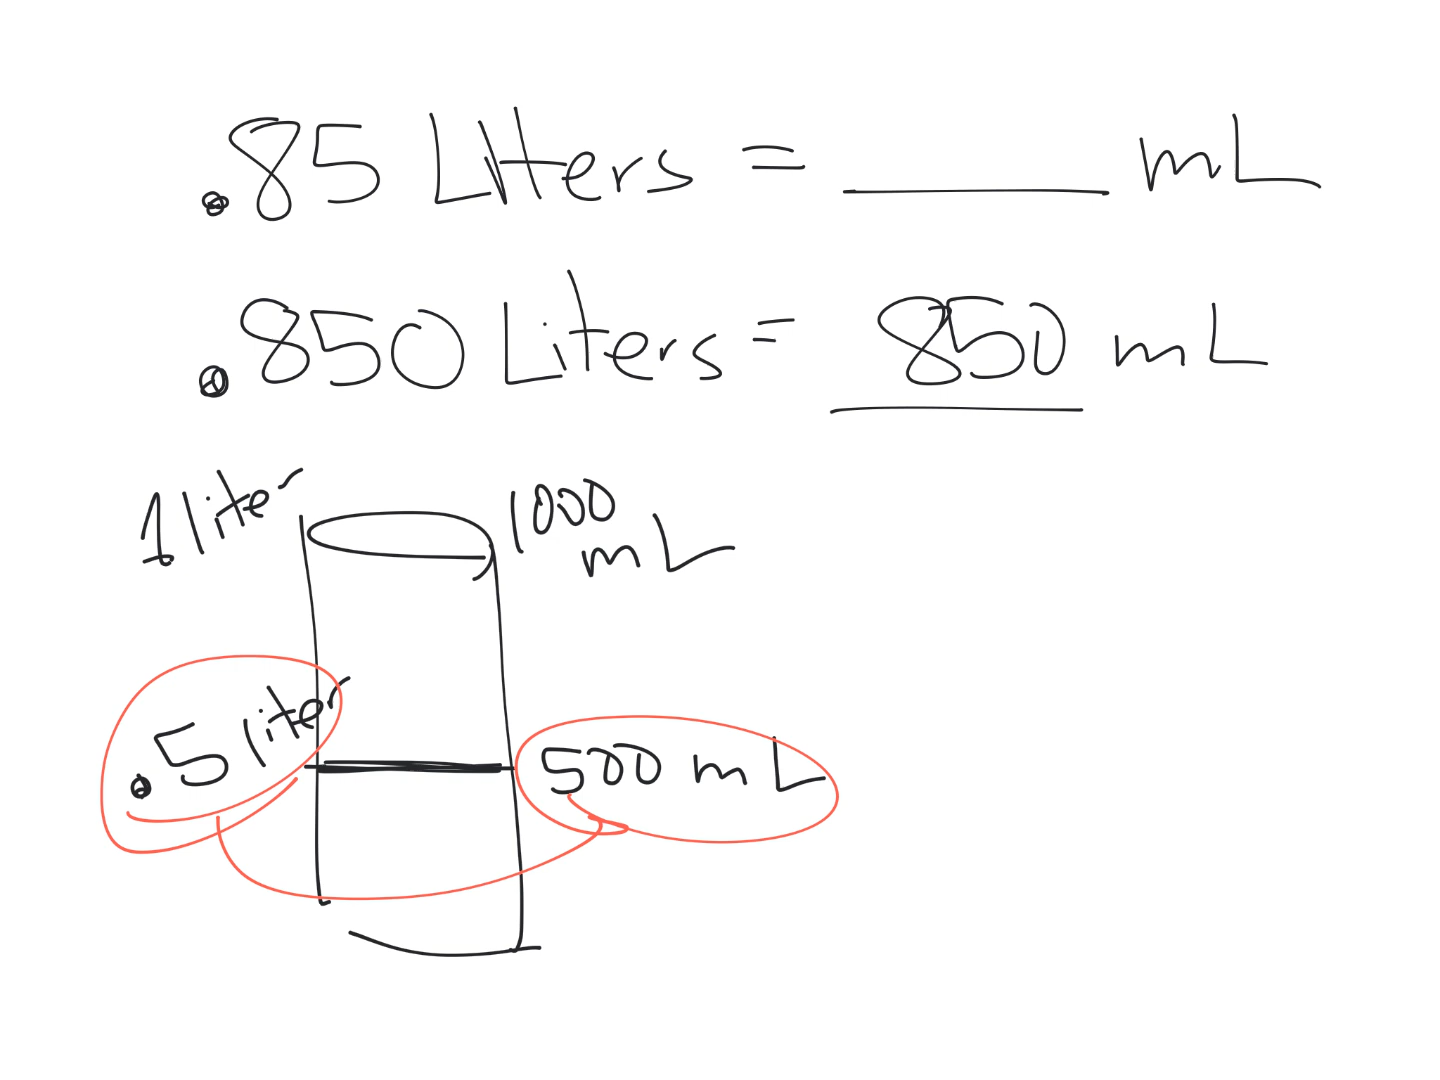 .85 Liters = ______ mL
.850 Liters = 850 mL
1 liter
1000
mL
.5 liter
500 mL